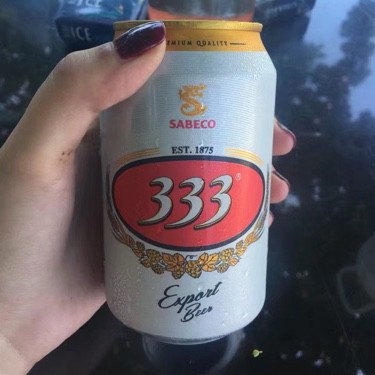 PREMIUM QUALITY
SABECO
EST. 1875
333
Export
Beer